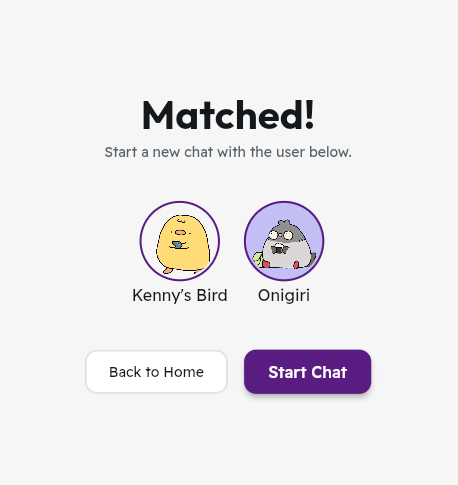 Matched!
Start a new chat with the user below.
Kenny's Bird
Onigiri
Back to Home
Start Chat